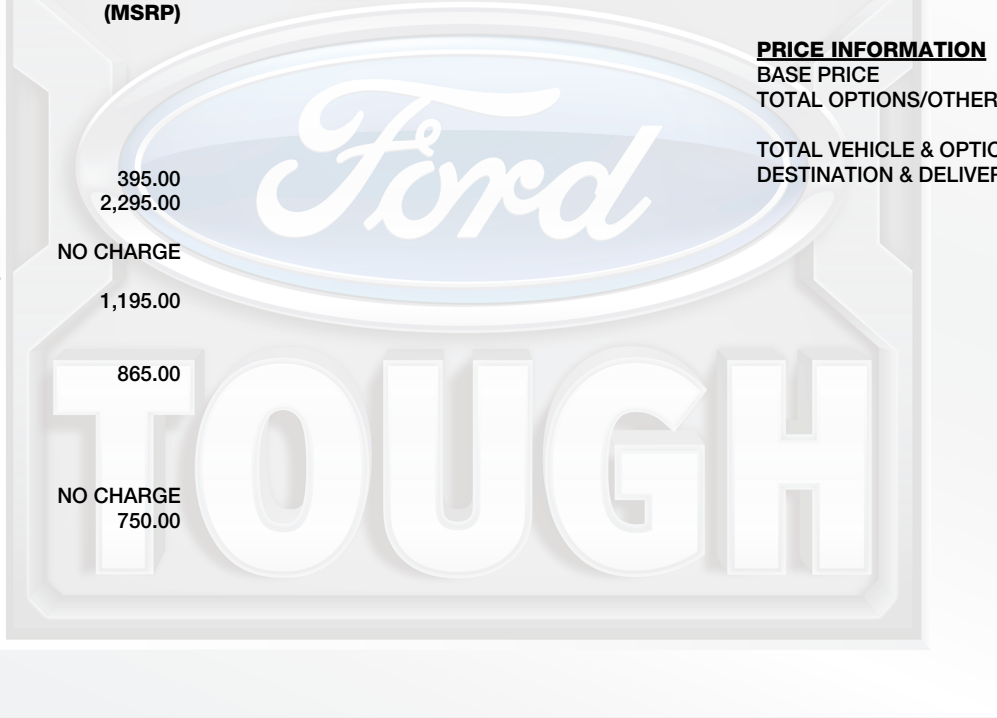 (MSRP)
395.00
2,295.00
NO CHARGE
1,195.00
865.00
NO CHARGE
750.00
PRICE INFORMATION
BASE PRICE
TOTAL OPTIONS/OTHER
TOTAL VEHICLE & OPTIO
DESTINATION & DELIVER
Ford
TOUGH